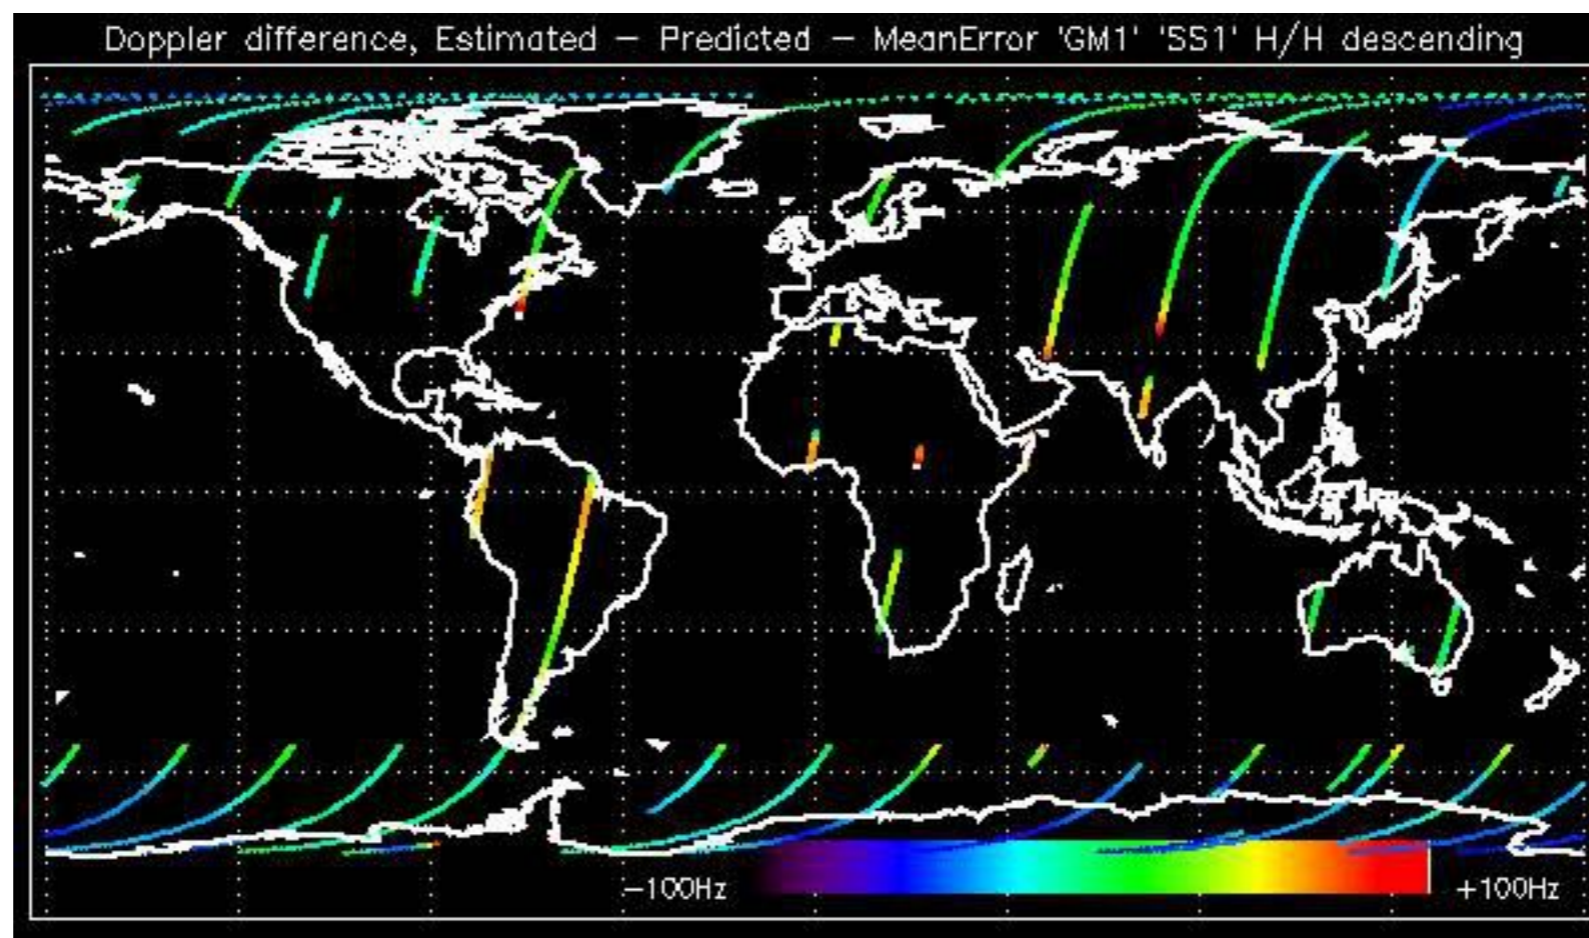 Doppler difference, Estimated – Predicted – MeanError 'GM1' 'SS1' H/H descending
–100Hz +100Hz